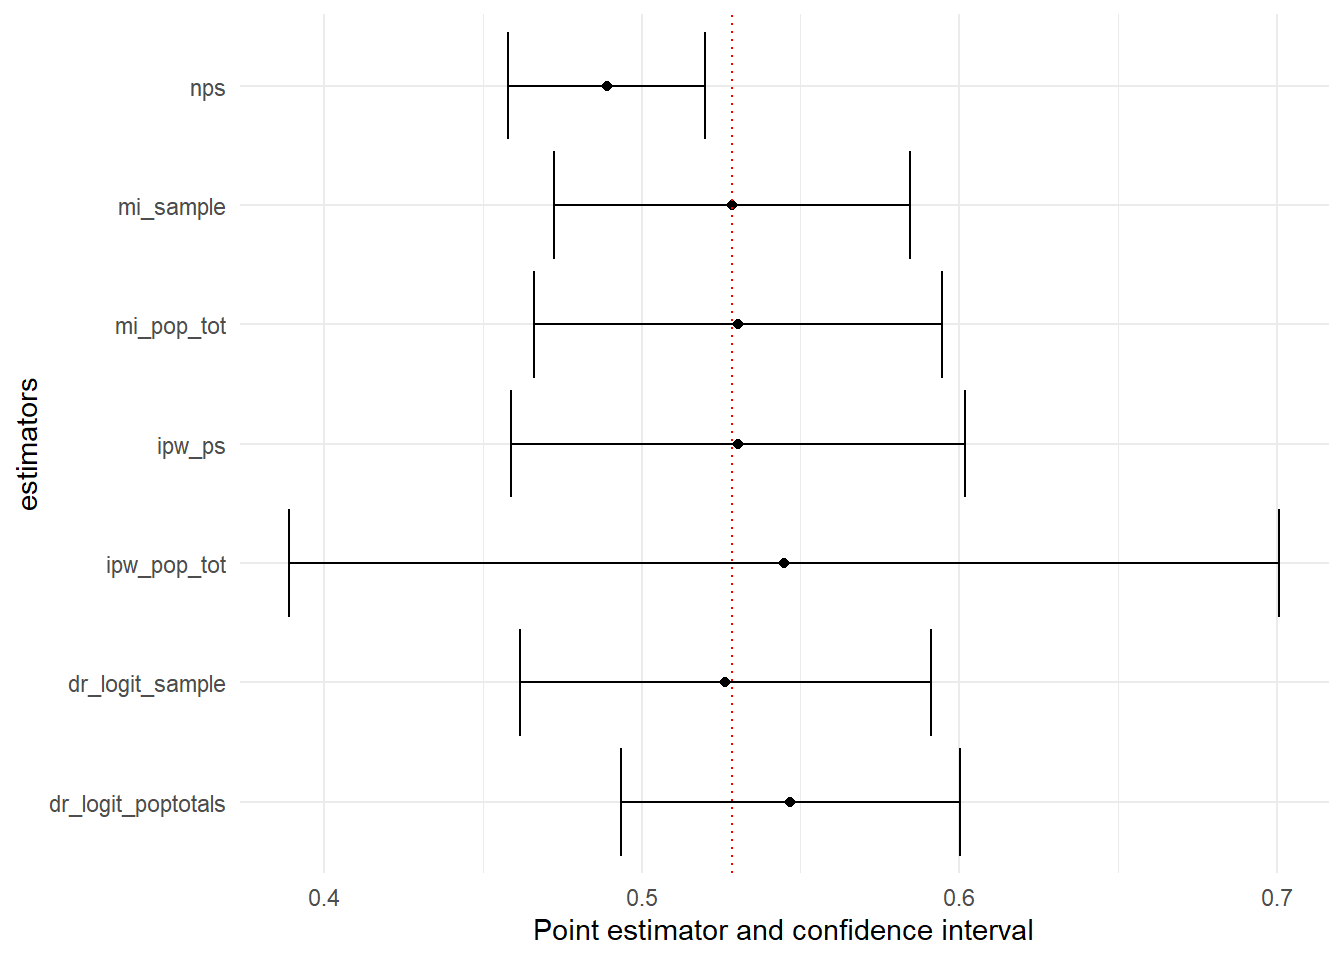 estimators
nps
mi_sample
mi_pop_tot
ipw_ps
ipw_pop_tot
dr_logit_sample
dr_logit_poptotals
0.4 0.5 0.6 0.7
Point estimator and confidence interval